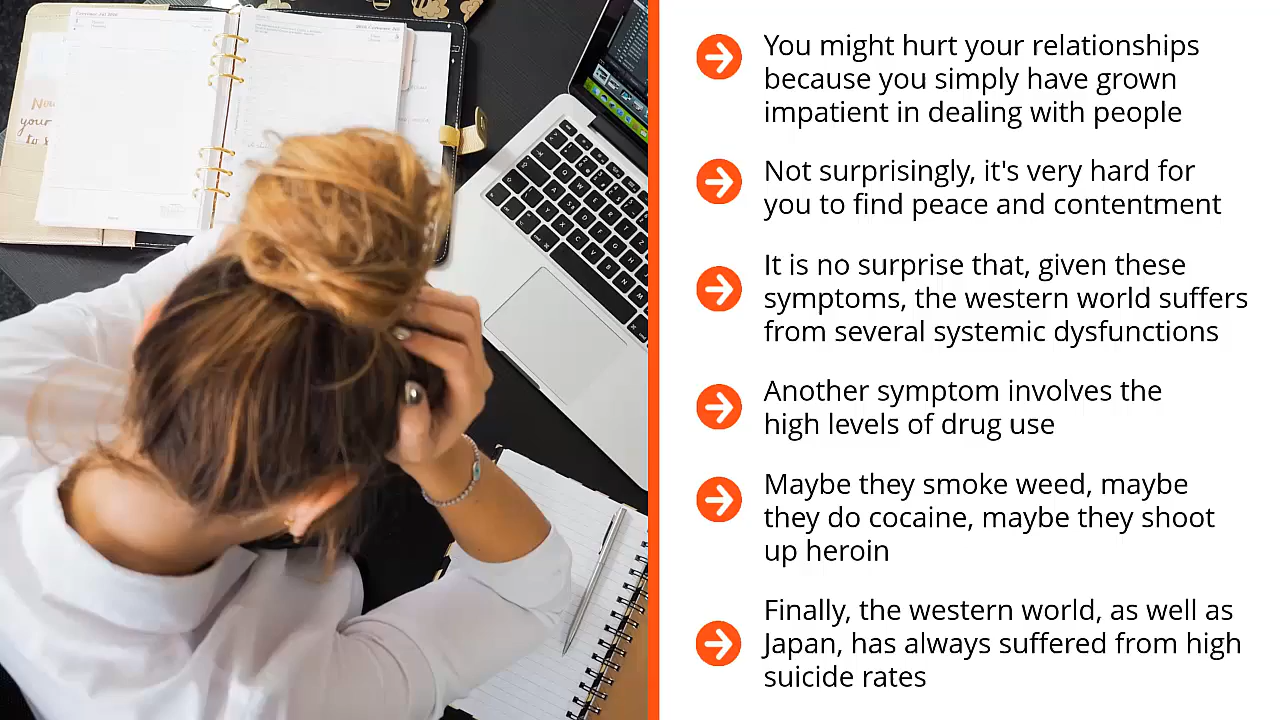 You might hurt your relationships
because you simply have grown
impatient in dealing with people
Not surprisingly, it's very hard for
you to find peace and contentment
It is no surprise that, given these
symptoms, the western world suffers
from several systemic dysfunctions
Another symptom involves the
high levels of drug use
Maybe they smoke weed, maybe
they do cocaine, maybe they shoot
up heroin
Finally, the western world, as well as
Japan, has always suffered from high
suicide rates